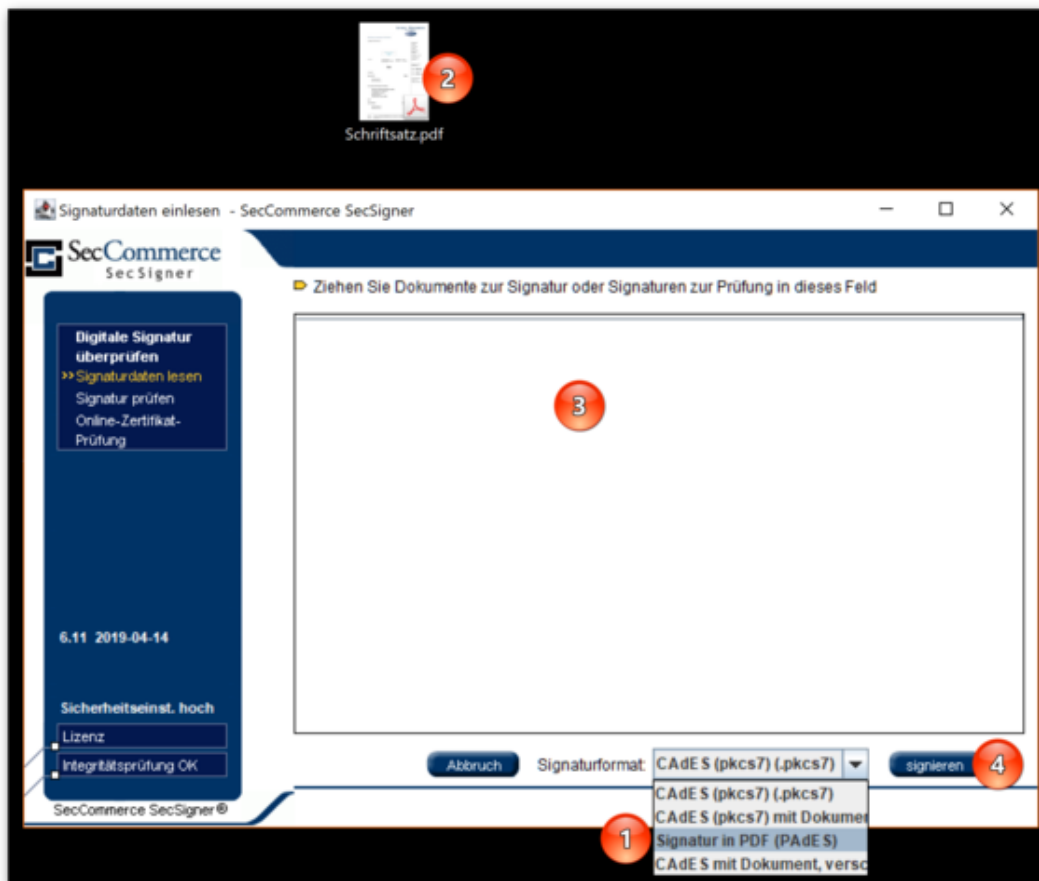 2
Schriftsatz.pdf
Signaturdaten einlesen - SecCommerce SecSigner
SecCommerce
SecSigner
Ziehen Sie Dokumente zur Signatur oder Signaturen zur Prüfung in dieses Feld
Digitale Signatur
überprüfen
>> Signaturdaten lesen
Signatur prüfen
Online-Zertifikat-
Prüfung
3
6.11 2019-04-14
Sicherheitseinst. hoch
Lizenz
Integritätsprüfung OK
SecCommerce SecSigner®
Abbruch
Signaturformat:
CAdES (pkcs7) (.pkcs7)
signieren
4
CAdES (pkcs7) (.pkcs7)
CAdES (pkcs7) mit Dokumen
1
Signatur in PDF (PAdES)
CAdES mit Dokument, versc